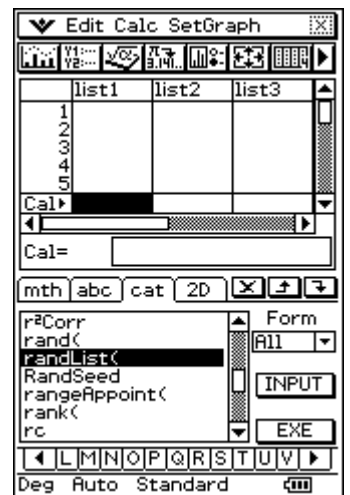 Edit Calc SetGraph
list1 list2 list3
1
2
3
4
5
Cal▶
Cal=
mth abc cat 2D
r²Corr
rand(
randList(
RandSeed
rangeAppoint(
rank(
rc
Form
All
INPUT
EXE
L M N O P Q R S T U V
Deg Auto Standard